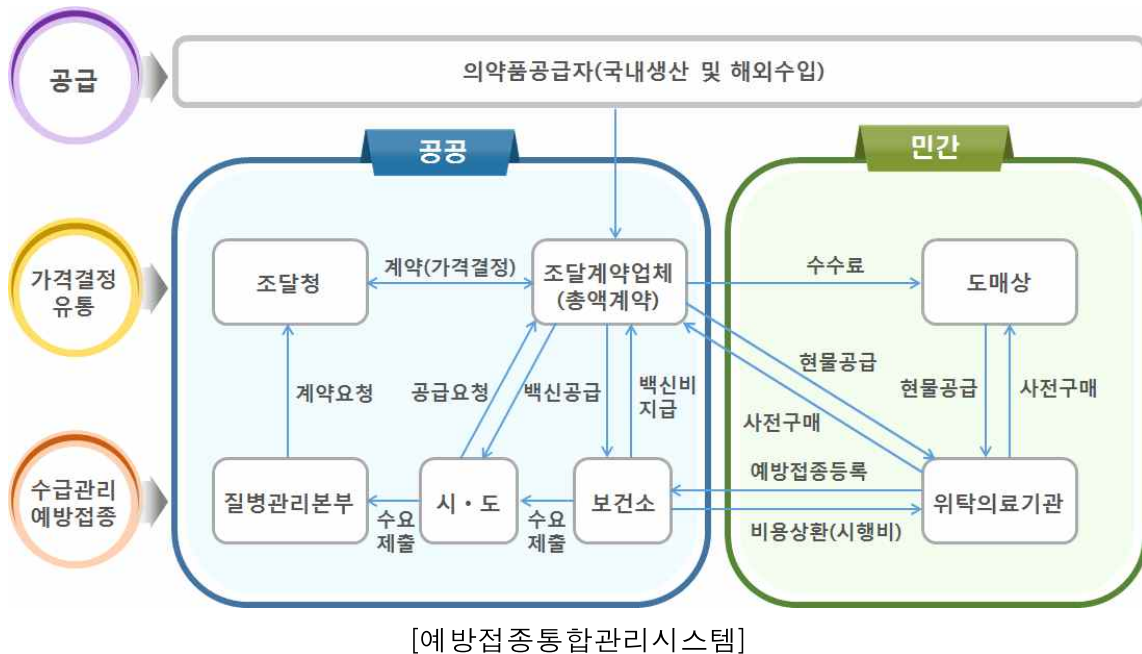 공급
의약품공급자(국내생산 및 해외수입)
공공
민간
가격결정
유통
조달청
계약(가격결정)
조달계약업체
(총액계약)
수수료
도매상
계약요청
공급요청
백신공급
백신비
지급
현물공급
사전구매
현물공급
사전구매
수급관리
예방접종
질병관리본부
수요
제출
시・도
수요
제출
보건소
예방접종등록
비용상환(시행비)
위탁의료기관
[예방접종통합관리시스템]